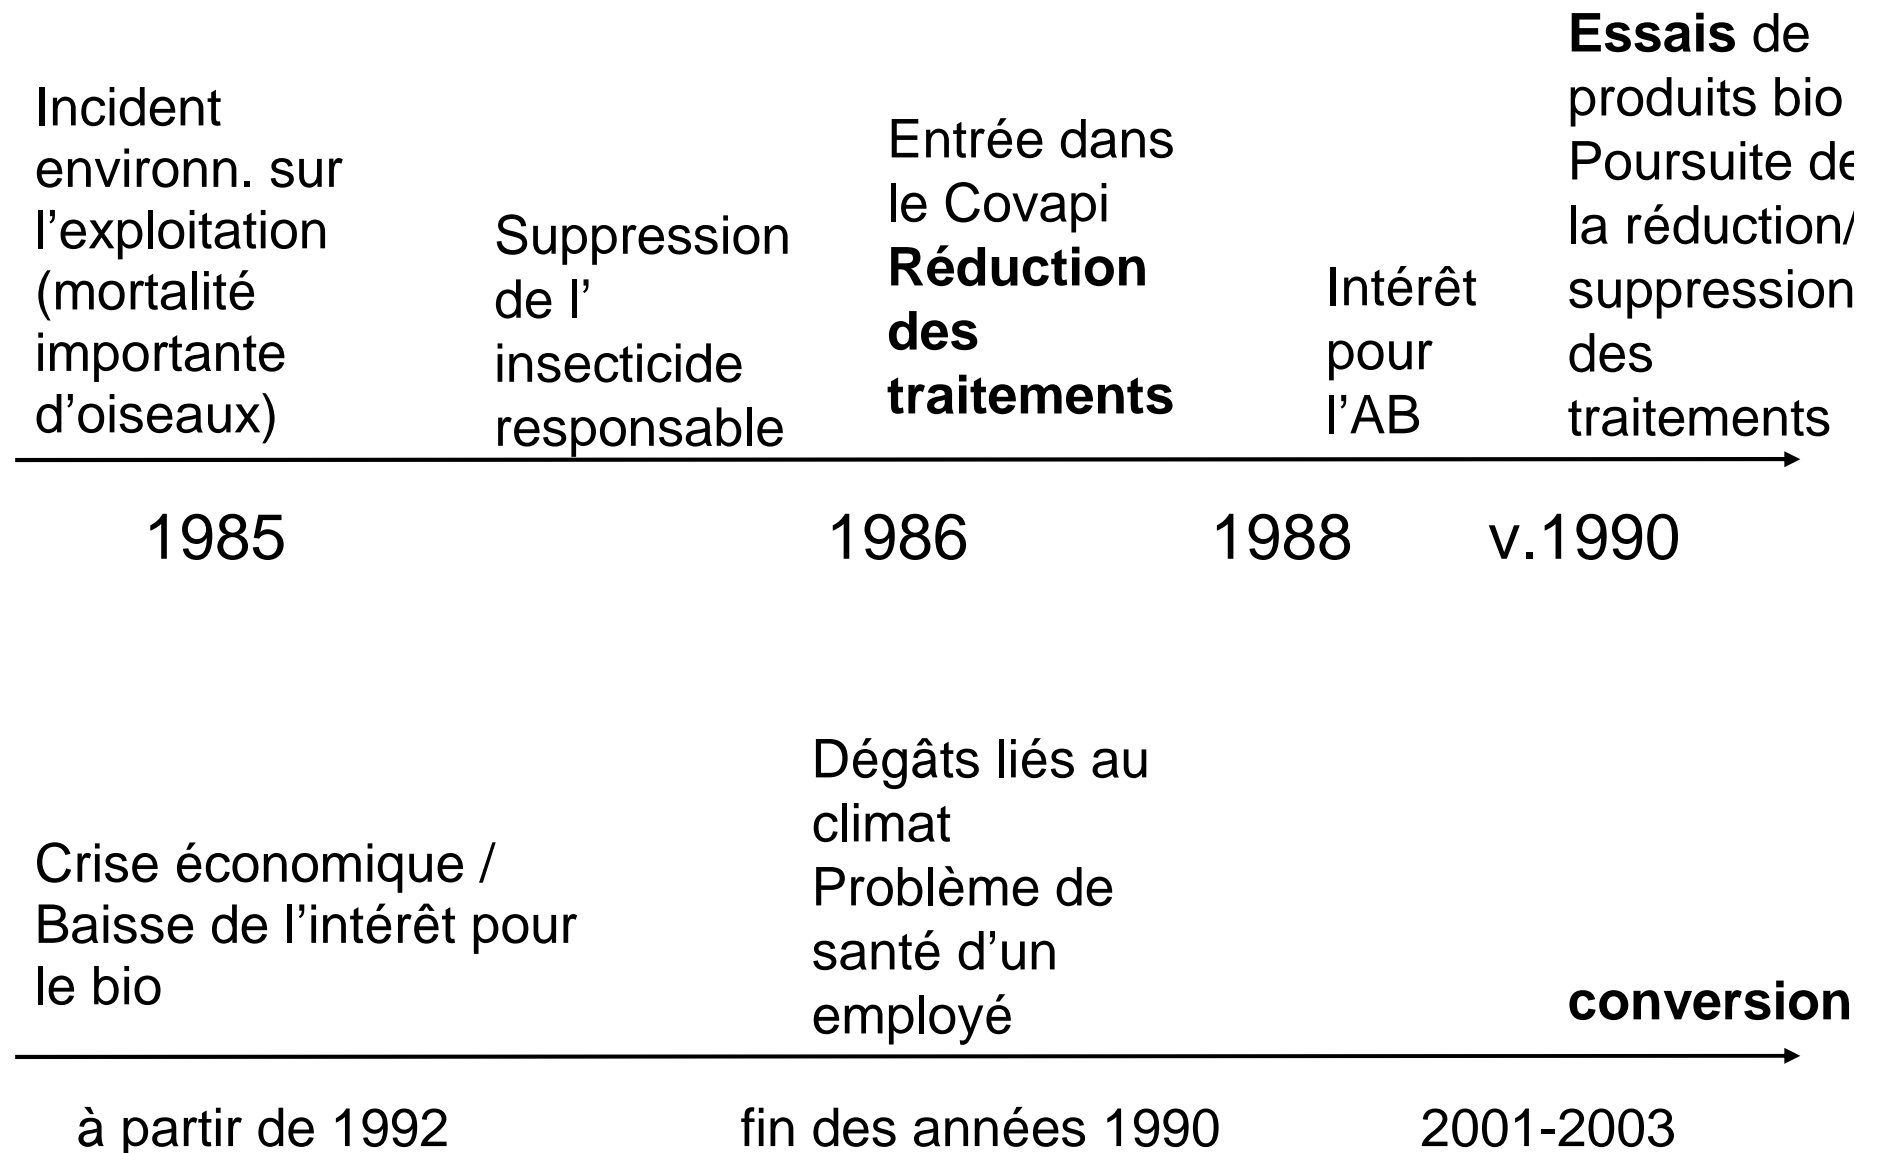 Incident
environn. sur
l’exploitation
(mortalité
importante
d’oiseaux)
Suppression
de l’
insecticide
responsable
Entrée dans
le Covapi
Réduction
des
traitements
Intérêt
pour
l’AB
Essais de
produits bio
Poursuite de
la réduction/
suppression
des
traitements
1985
1986
1988
v.1990
Crise économique /
Baisse de l’intérêt pour
le bio
Dégâts liés au
climat
Problème de
santé d’un
employé
conversion
à partir de 1992
fin des années 1990
2001-2003